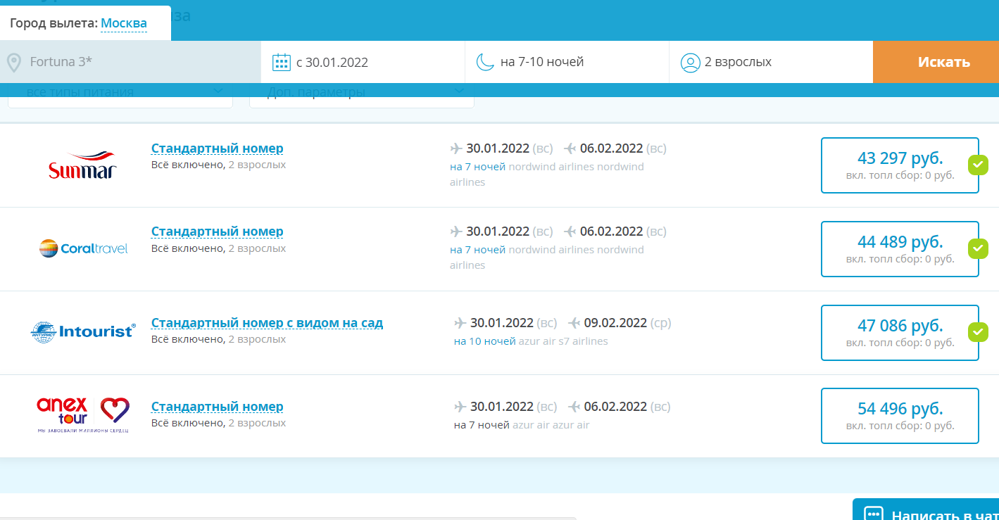 за
Город вылета: Москва
Fortuna 3*
с 30.01.2022
на 7-10 ночей
2 взрослых
Искать
все типы питания
Доп. параметры
Sunmar
Стандартный номер
Всё включено, 2 взрослых
30.01.2022 (вс) 06.02.2022 (вс)
на 7 ночей nordwind airlines nordwind
airlines
43 297 руб.
вкл. топл сбор: 0 руб.
Coraltravel
Стандартный номер
Всё включено, 2 взрослых
30.01.2022 (вс) 06.02.2022 (вс)
на 7 ночей nordwind airlines nordwind
airlines
44 489 руб.
вкл. топл сбор: 0 руб.
ИНТУРИСТ Intourist®
Стандартный номер с видом на сад
Всё включено, 2 взрослых
30.01.2022 (вс) 09.02.2022 (ср)
на 10 ночей azur air s7 airlines
47 086 руб.
вкл. топл сбор: 0 руб.
anex
tour
МЫ ЗАВОЕВАЛИ МИЛЛИОНЫ СЕРДЕЦ
Стандартный номер
Всё включено, 2 взрослых
30.01.2022 (вс) 06.02.2022 (вс)
на 7 ночей azur air azur air
54 496 руб.
вкл. топл сбор: 0 руб.
Написать в чат